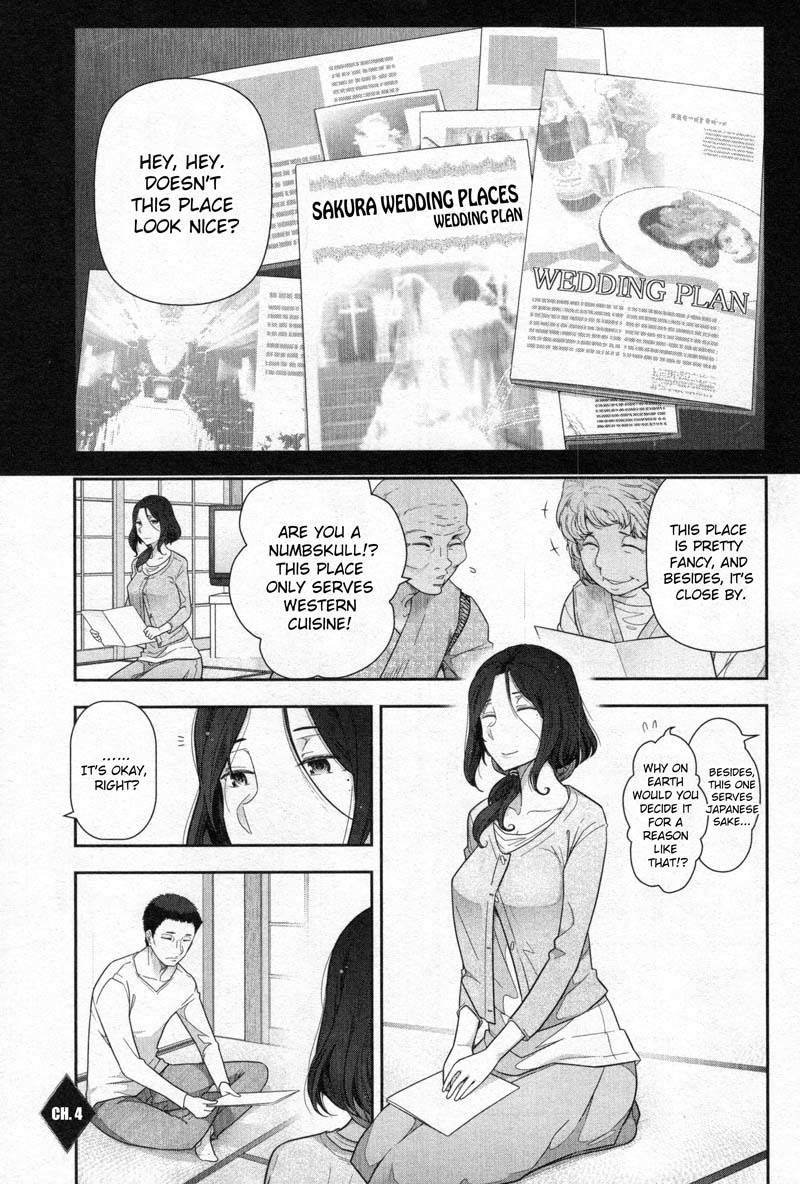 HEY, HEY.
DOESN'T
THIS PLACE
LOOK NICE?
SAKURA WEDDING PLACES
WEDDING PLAN
WEDDING PLAN
THIS PLACE
IS PRETTY
FANCY, AND
BESIDES, IT'S
CLOSE BY.
ARE YOU A
NUMBSKULL!?
THIS PLACE
ONLY SERVES
WESTERN
CUISINE!
BESIDES,
THIS ONE
SERVES
JAPANESE
SAKE...
WHY ON
EARTH
WOULD YOU
DECIDE IT
FOR A
REASON
LIKE
THAT!?
......
IT'S OKAY,
RIGHT?
CH. 4